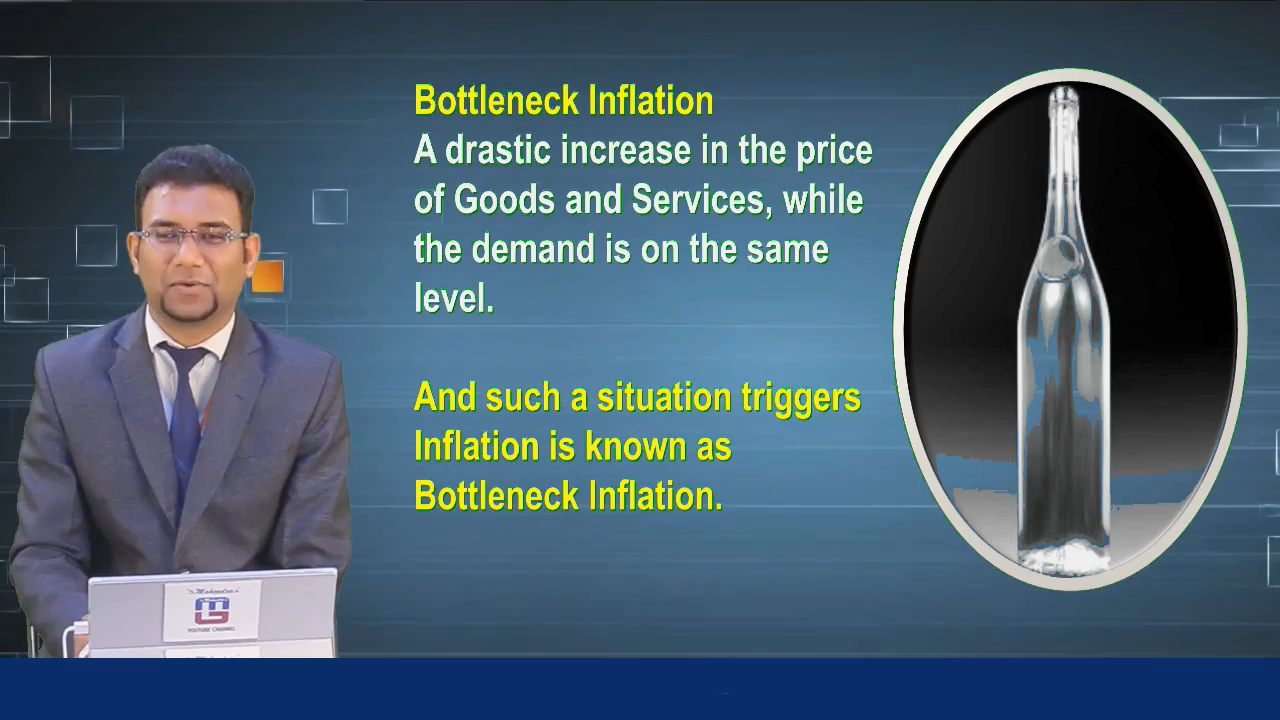 Bottleneck Inflation
A drastic increase in the price
of Goods and Services, while
the demand is on the same
level.
And such a situation triggers
Inflation is known as
Bottleneck Inflation.
Mahendra's
YOUTUBE CHANNEL